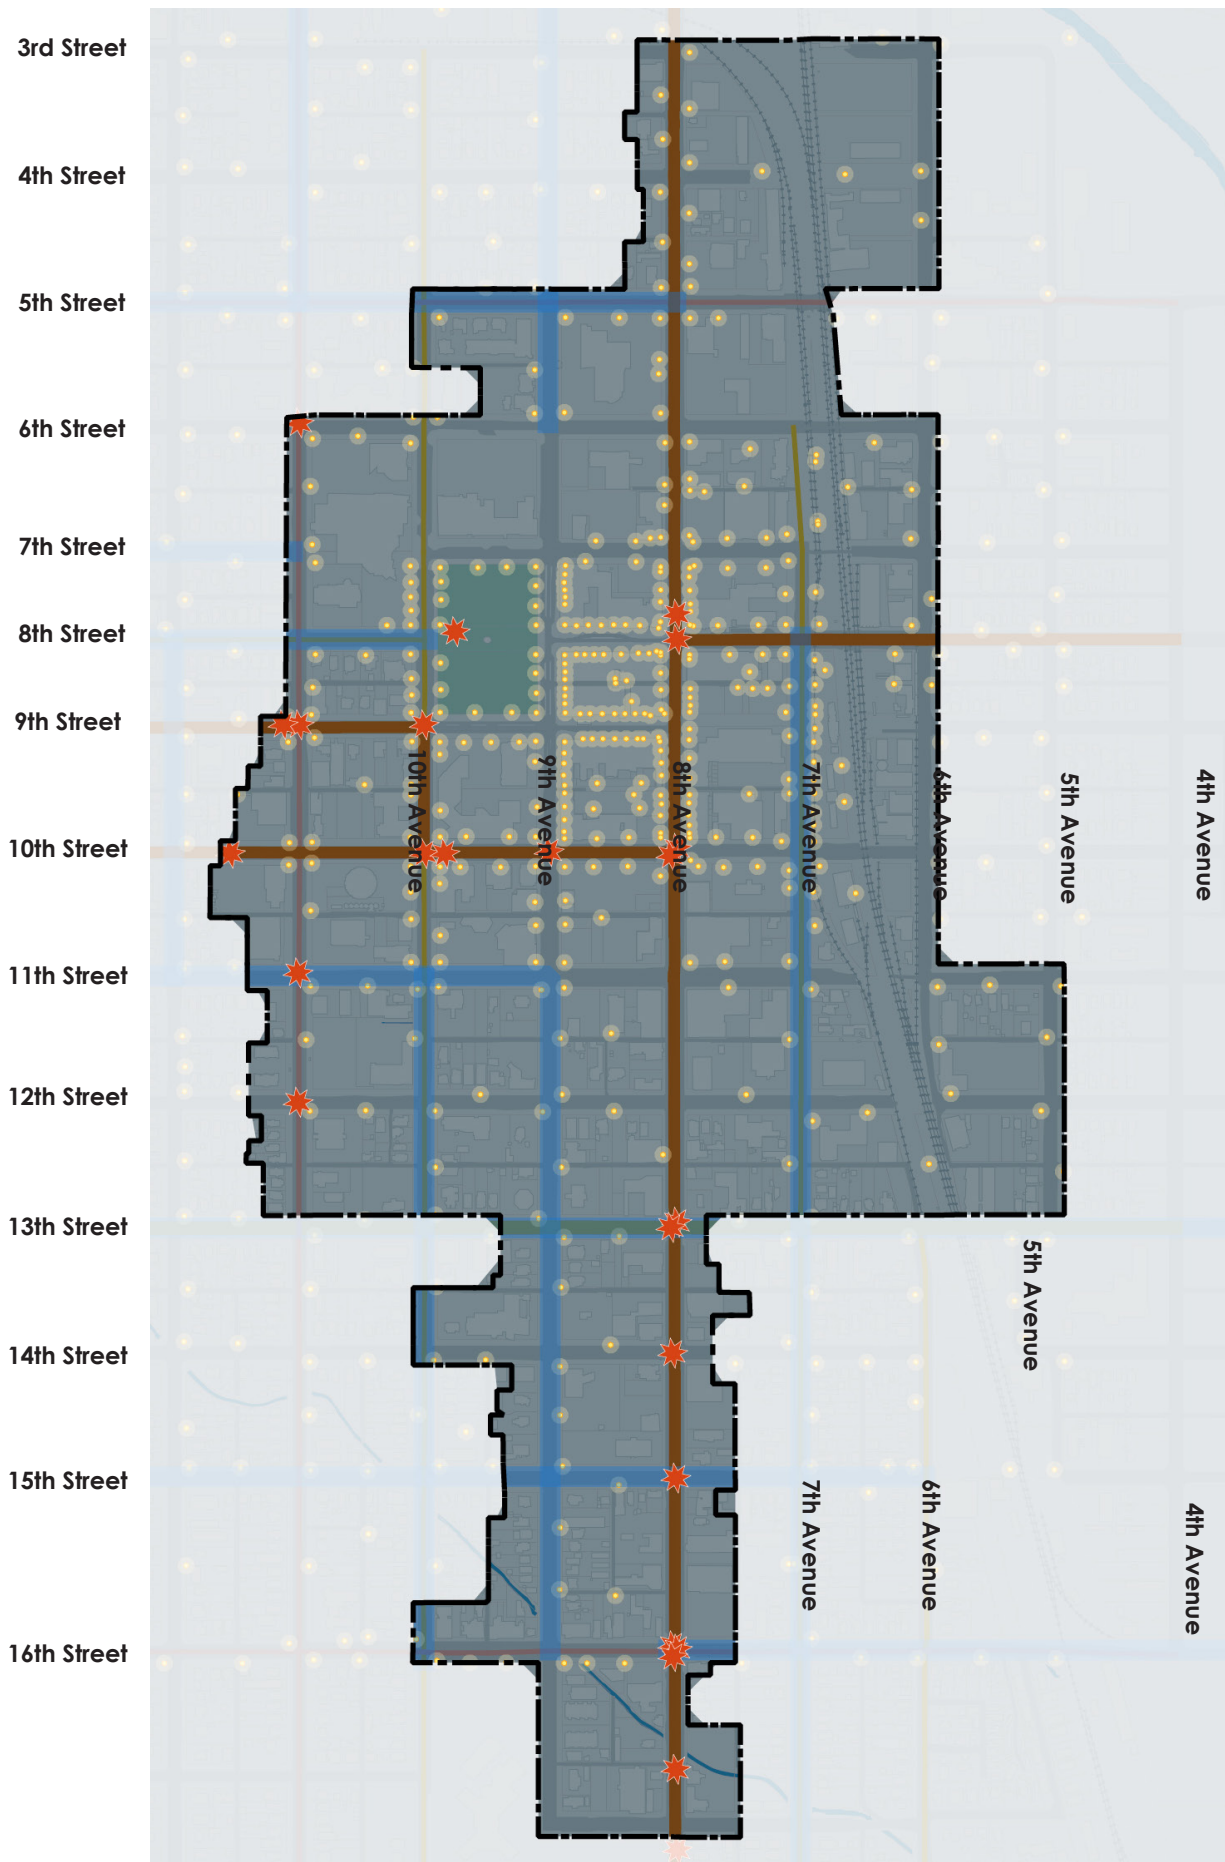 3rd Street
4th Street
5th Street
6th Street
7th Street
8th Street
9th Street
10th Avenue
9th Avenue
8th Avenue
7th Avenue
6th Avenue
5th Avenue
4th Avenue
10th Street
11th Street
12th Street
13th Street
5th Avenue
14th Street
15th Street
7th Avenue
6th Avenue
4th Avenue
16th Street